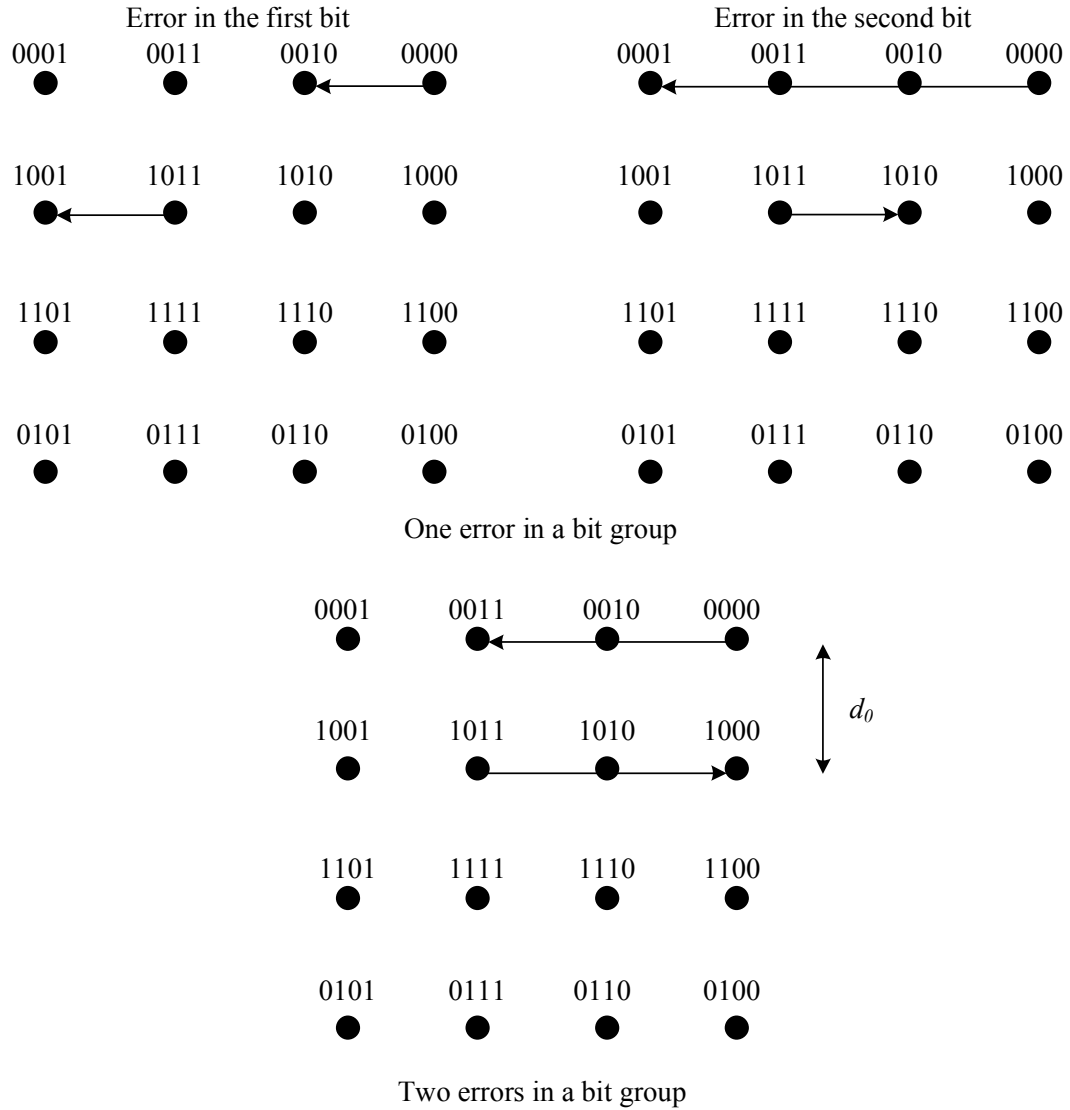 Error in the first bit Error in the second bit
0001 0011 0010 0000 0001 0011 0010 0000
1001 1011 1010 1000 1001 1011 1010 1000
1101 1111 1110 1100 1101 1111 1110 1100
0101 0111 0110 0100 0101 0111 0110 0100
One error in a bit group
0001 0011 0010 0000
d0
1001 1011 1010 1000
1101 1111 1110 1100
0101 0111 0110 0100
Two errors in a bit group